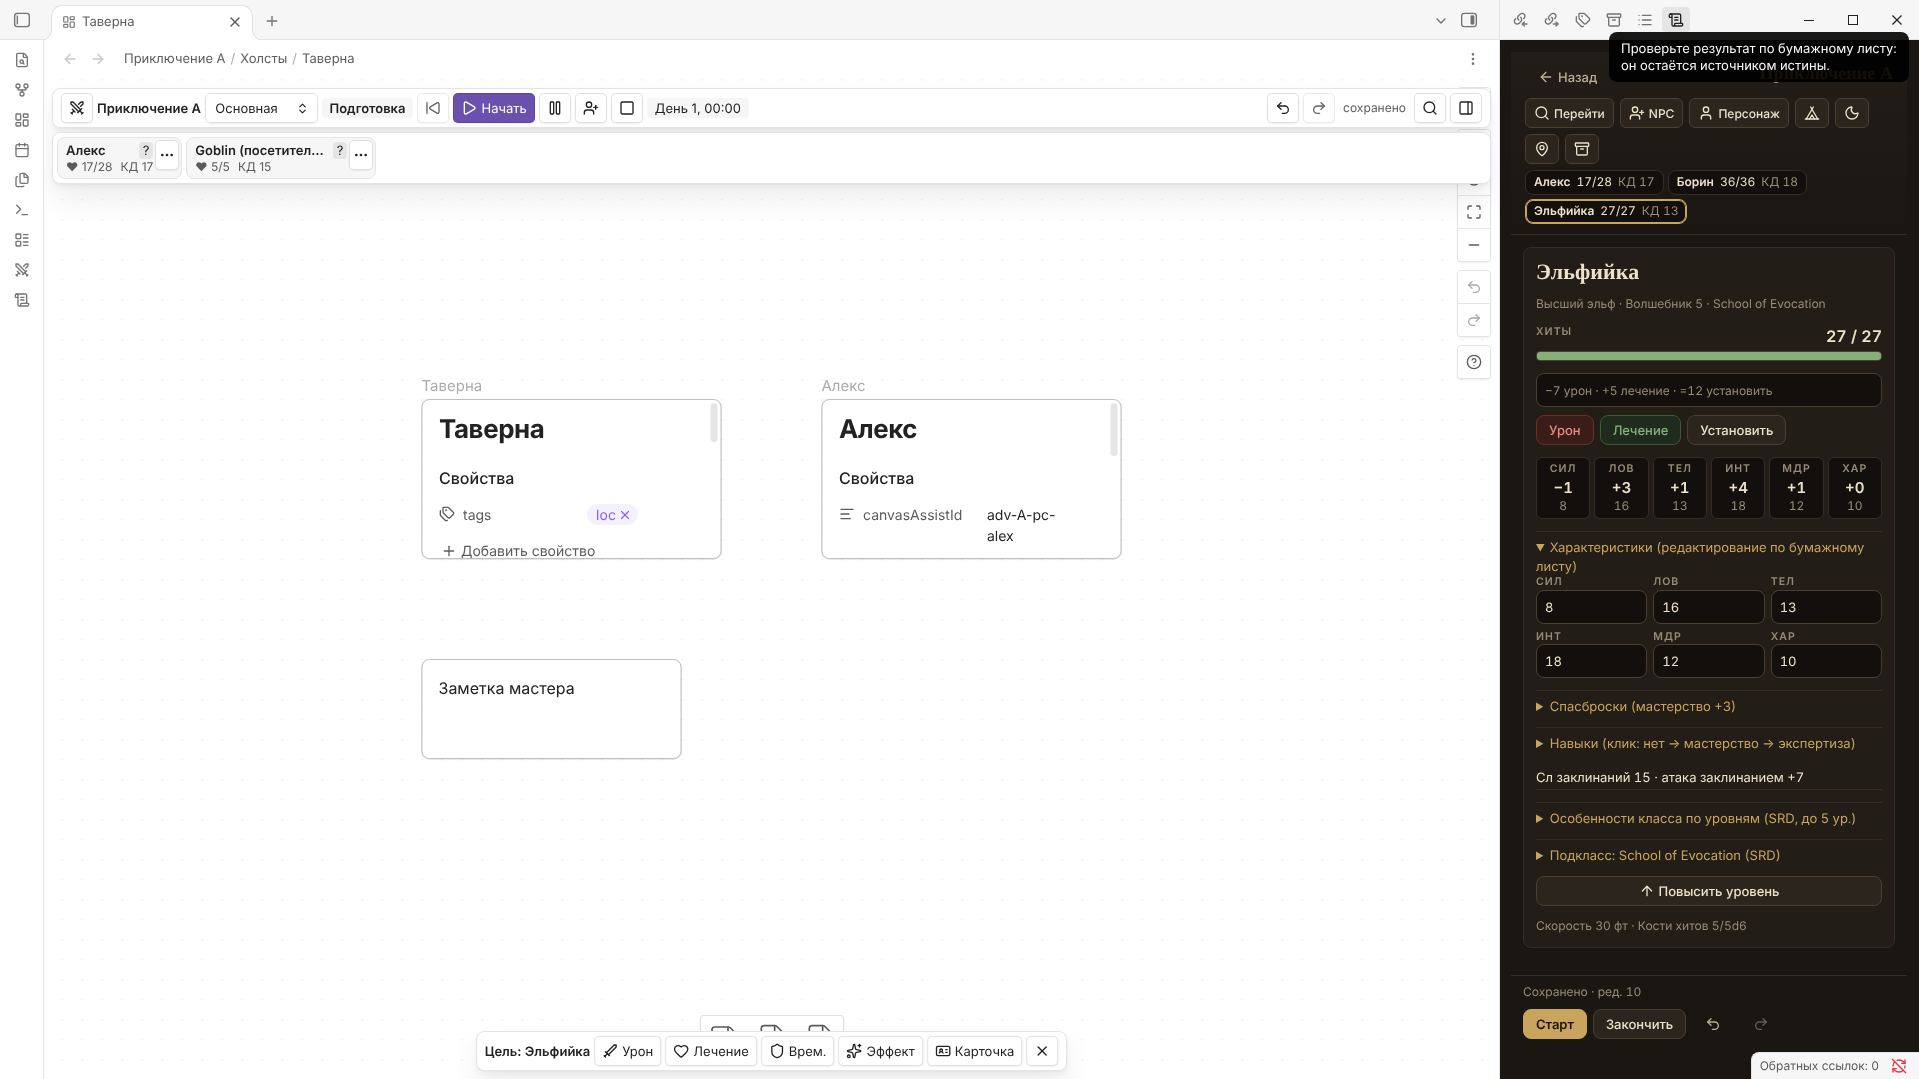 Таверна
Проверьте результат по бумажному листу:
он остаётся источником истины.
Приключение A / Холсты / Таверна
Назад
Приключение A
Основная
Подготовка
Начать
День 1, 00:00
сохранено
Перейти
NPC
Персонаж
Алекс ?
17/28 КД 17
Goblin (посетител... ?
5/5 КД 15
Алекс 17/28 КД 17
Борин 36/36 КД 18
Эльфийка 27/27 КД 13
Эльфийка
Высший эльф · Волшебник 5 · School of Evocation
ХИТЫ
27 / 27
−7 урон · +5 лечение · =12 установить
Урон
Лечение
Установить
СИЛ ЛОВ ТЕЛ ИНТ МДР ХАР
−1 +3 +1 +4 +1 +0
8 16 13 18 12 10
Характеристики (редактирование по бумажному
листу)
СИЛ ЛОВ ТЕЛ
8 16 13
ИНТ МДР ХАР
18 12 10
Спасброски (мастерство +3)
Навыки (клик: нет → мастерство → экспертиза)
Сл заклинаний 15 · атака заклинанием +7
Особенности класса по уровням (SRD, до 5 ур.)
Подкласс: School of Evocation (SRD)
Повысить уровень
Скорость 30 фт · Кости хитов 5/5d6
Сохранено · ред. 10
Старт
Закончить
Таверна
Таверна
Свойства
tags
loc
Добавить свойство
Алекс
Алекс
Свойства
canvasAssistId
adv-A-pc-
alex
Заметка мастера
Цель: Эльфийка
Урон
Лечение
Врем.
Эффект
Карточка
Обратных ссылок: 0